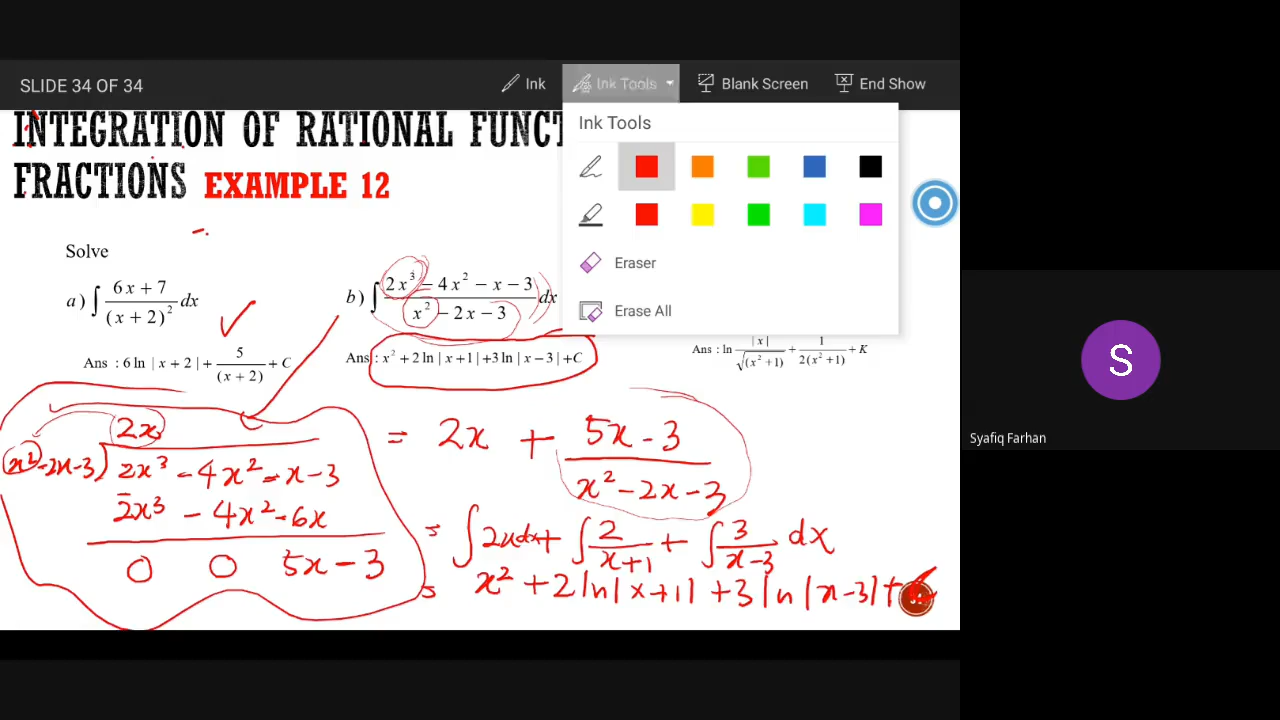 SLIDE 34 OF 34
Ink
Ink Tools
Blank Screen
End Show
Ink Tools
Eraser
Erase All
INTEGRATION OF RATIONAL FUNCT
FRACTIONS EXAMPLE 12
Solve
a) ∫ (6x + 7)/(x + 2)² dx
b) ∫ (2x³ − 4x² − x − 3)/(x² − 2x − 3) dx
Ans : 6 ln | x + 2 | + 5/(x + 2) + C
Ans : x² + 2 ln | x + 1 | +3 ln | x − 3 | +C
Ans : ln |x|/√(x² + 1) + 1/(2(x² + 1)) + K
2x
x² - 2x - 3 ) 2x³ - 4x² - x - 3
2x³ - 4x² - 6x
0 0 5x - 3
= 2x + (5x - 3)/(x² - 2x - 3)
= ∫ 2x dx + ∫ 2/(x+1) + ∫ 3/(x-3) dx
= x² + 2 ln |x+1| + 3 ln |x-3| +
S
Syafiq Farhan